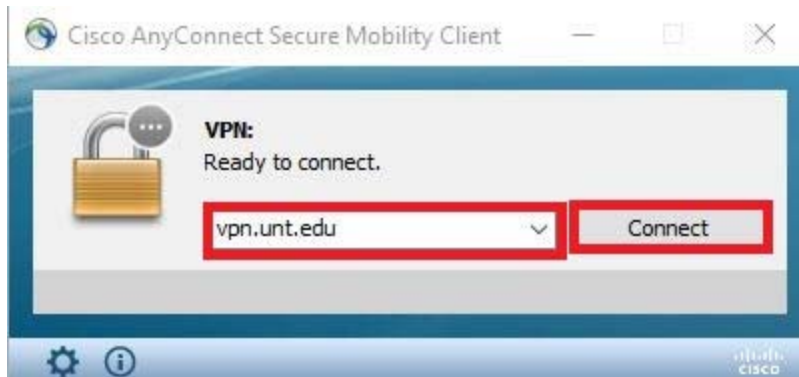 Cisco AnyConnect Secure Mobility Client
VPN:
Ready to connect.
vpn.unt.edu
Connect
CISCO